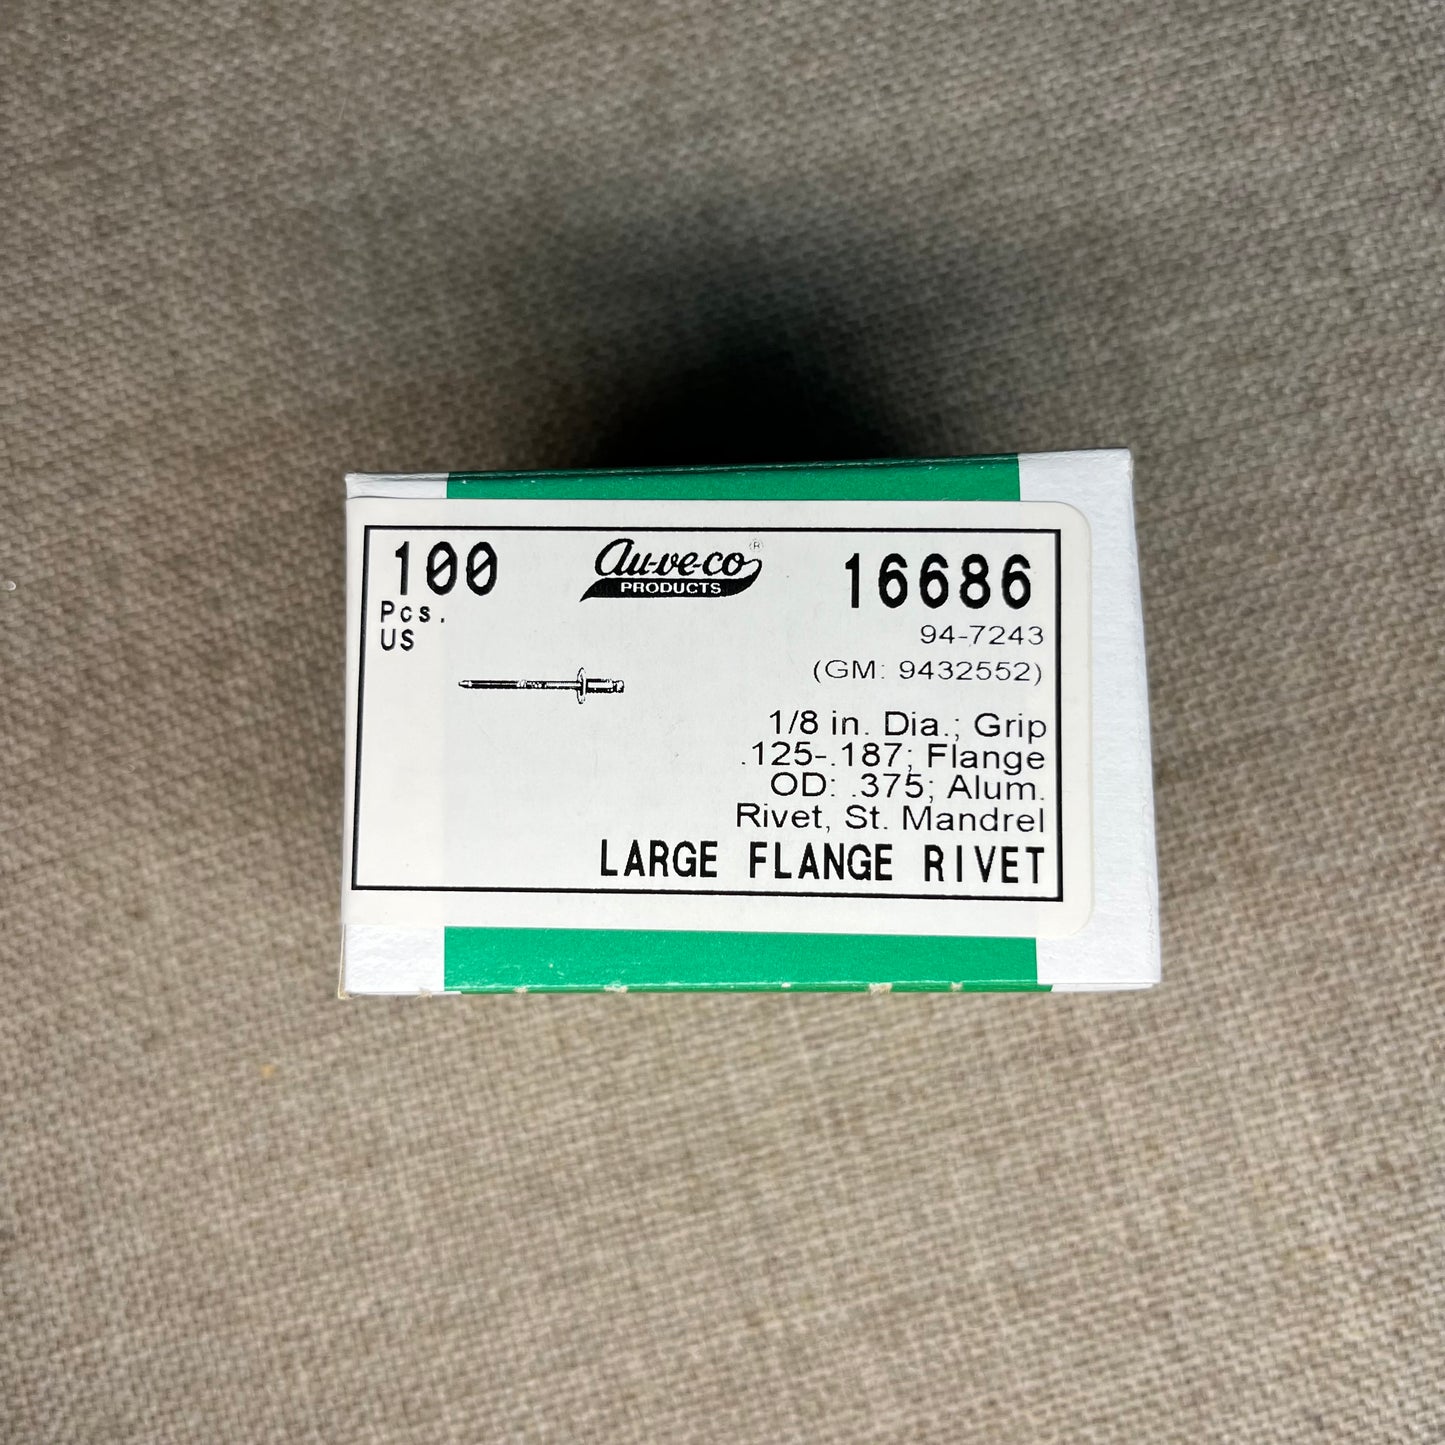 100
Pcs.
US
au-ve-co®
PRODUCTS
16686
94-7243
(GM: 9432552)
1/8 in. Dia.; Grip
.125-.187; Flange
OD: .375; Alum.
Rivet, St. Mandrel
LARGE FLANGE RIVET